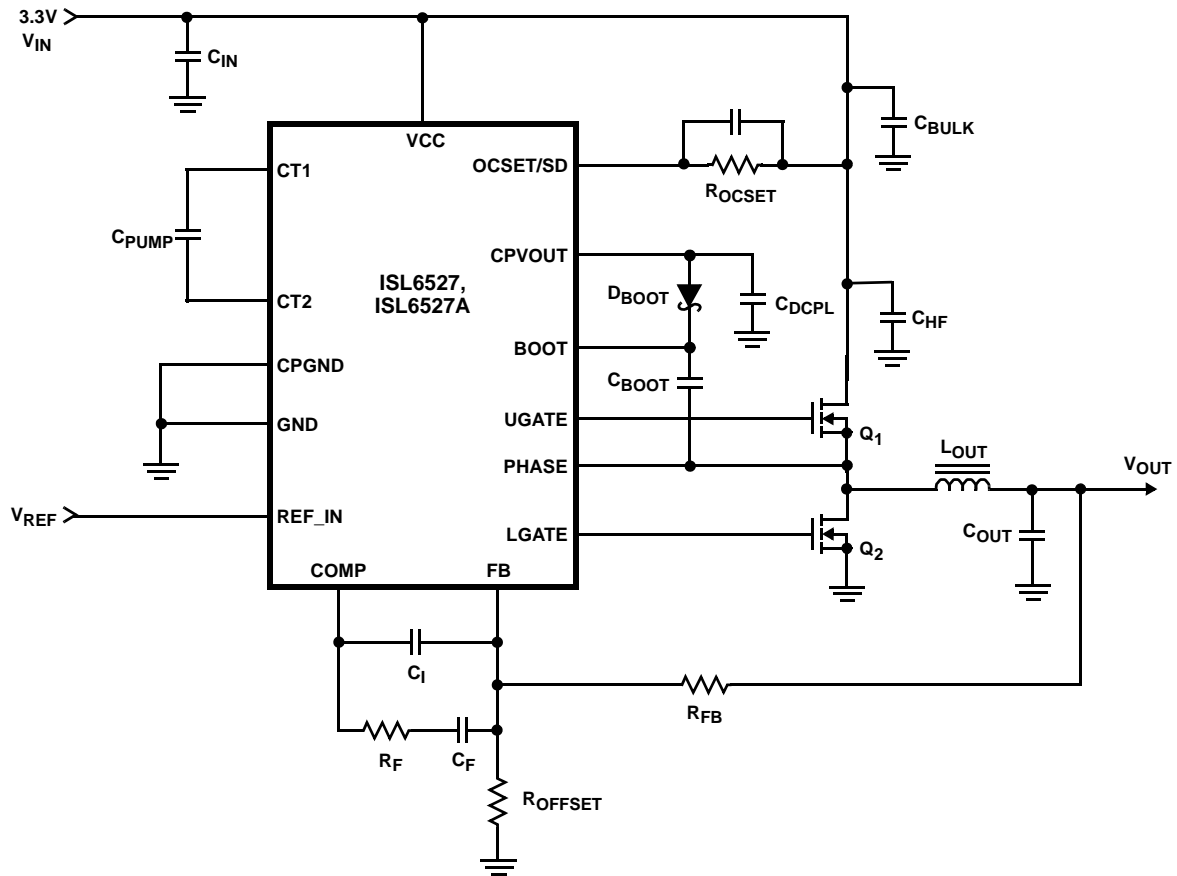 3.3V
VIN
CIN
CBULK
VCC
CT1
OCSET/SD
ROCSET
CPUMP
CPVOUT
ISL6527,
ISL6527A
DBOOT
CDCPL
CT2
CHF
BOOT
CPGND
CBOOT
GND
UGATE
Q1
PHASE
LOUT
VOUT
VREF
REF_IN
LGATE
COUT
Q2
COMP
FB
CI
RFB
RF
CF
ROFFSET